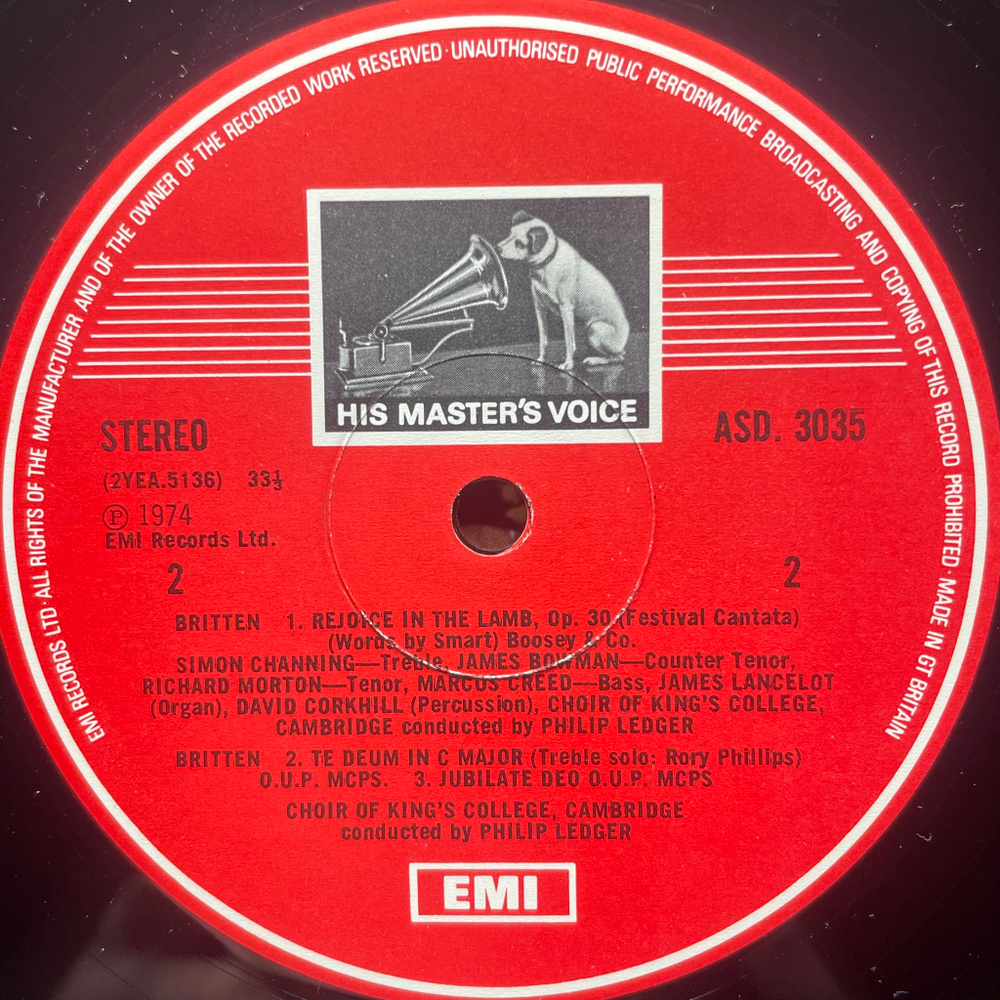 EMI RECORDS LTD · ALL RIGHTS OF THE MANUFACTURER AND OF THE OWNER OF THE RECORDED WORK RESERVED · UNAUTHORISED PUBLIC PERFORMANCE BROADCASTING AND COPYING OF THIS RECORD PROHIBITED · MADE IN GT BRITAIN
HIS MASTER'S VOICE
STEREO
ASD. 3035
(2YEA.5136) 33⅓
Ⓟ 1974
EMI Records Ltd.
2
2
BRITTEN 1. REJOICE IN THE LAMB, Op. 30 (Festival Cantata)
(Words by Smart) Boosey & Co.
SIMON CHANNING—Treble, JAMES BOWMAN—Counter Tenor,
RICHARD MORTON—Tenor, MARCUS CREED—Bass, JAMES LANCELOT
(Organ), DAVID CORKHILL (Percussion), CHOIR OF KING'S COLLEGE,
CAMBRIDGE conducted by PHILIP LEDGER
BRITTEN 2. TE DEUM IN C MAJOR (Treble solo: Rory Phillips)
O.U.P. MCPS. 3. JUBILATE DEO O.U.P. MCPS
CHOIR OF KING'S COLLEGE, CAMBRIDGE
conducted by PHILIP LEDGER
EMI